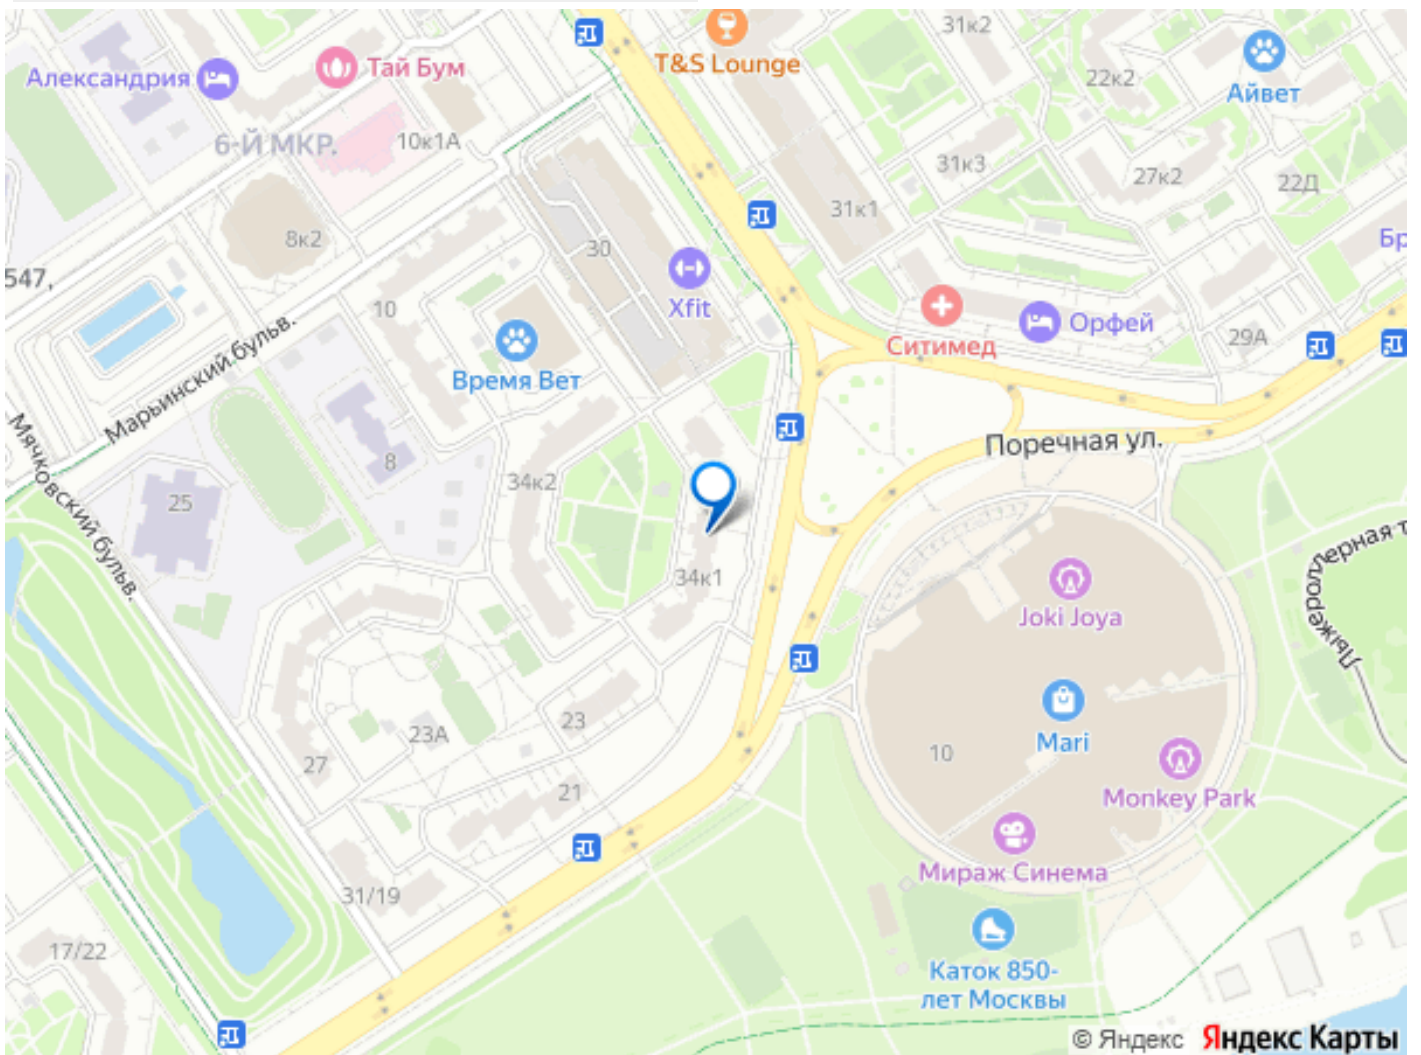 31к2
T&S Lounge
Александрия
Тай Бум
22к2
Айвет
6-Й МКР.
10к1А
31к3
27к2
22Д
31к1
8к2
30
Бр
547,
Xfit
10
Орфей
Ситимед
29А
Марьинский бульв.
Время Вет
Поречная ул.
8
34к2
25
Мячковский бульв.
34к1
Joki Joya
Лыжероллерная т
23
23А
27
Mari
10
21
Monkey Park
Мираж Синема
31/19
17/22
Каток 850-
лет Москвы
© Яндекс Яндекс Карты